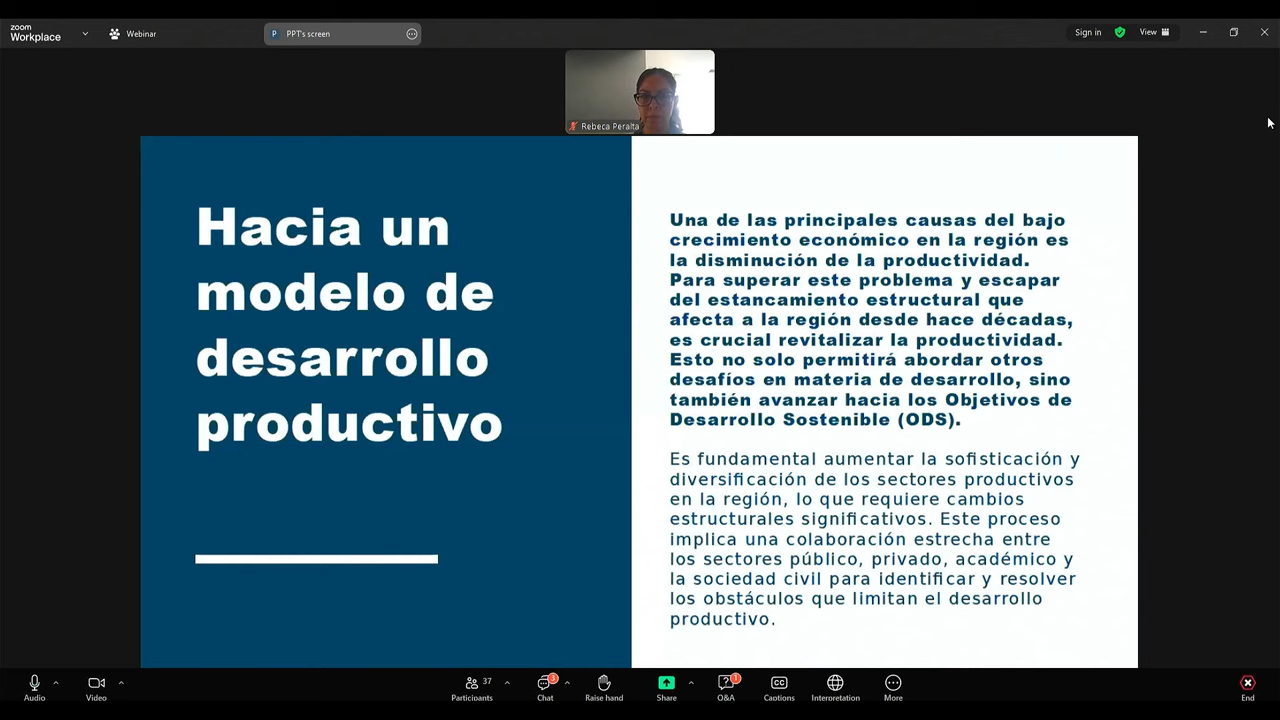 zoom
Workplace
Webinar
P PPT's screen
Sign in
View
Rebeca Peralta
Hacia un
modelo de
desarrollo
productivo
Una de las principales causas del bajo
crecimiento económico en la región es
la disminución de la productividad.
Para superar este problema y escapar
del estancamiento estructural que
afecta a la región desde hace décadas,
es crucial revitalizar la productividad.
Esto no solo permitirá abordar otros
desafíos en materia de desarrollo, sino
también avanzar hacia los Objetivos de
Desarrollo Sostenible (ODS).
Es fundamental aumentar la sofisticación y
diversificación de los sectores productivos
en la región, lo que requiere cambios
estructurales significativos. Este proceso
implica una colaboración estrecha entre
los sectores público, privado, académico y
la sociedad civil para identificar y resolver
los obstáculos que limitan el desarrollo
productivo.
Audio
Video
37
Participants
3
Chat
Raise hand
Share
1
Q&A
CC
Captions
Interpretation
More
End